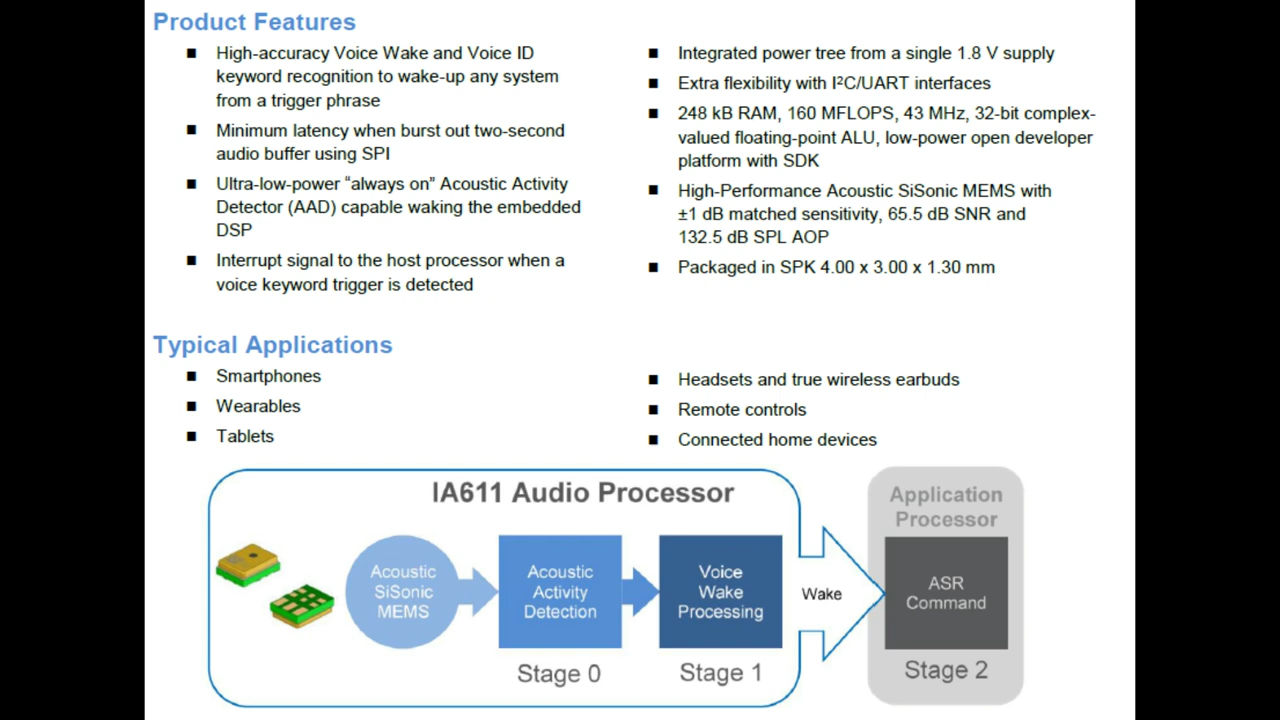 Product Features
■ High-accuracy Voice Wake and Voice ID
keyword recognition to wake-up any system
from a trigger phrase
■ Minimum latency when burst out two-second
audio buffer using SPI
■ Ultra-low-power “always on” Acoustic Activity
Detector (AAD) capable waking the embedded
DSP
■ Interrupt signal to the host processor when a
voice keyword trigger is detected
■ Integrated power tree from a single 1.8 V supply
■ Extra flexibility with I²C/UART interfaces
■ 248 kB RAM, 160 MFLOPS, 43 MHz, 32-bit complex-
valued floating-point ALU, low-power open developer
platform with SDK
■ High-Performance Acoustic SiSonic MEMS with
±1 dB matched sensitivity, 65.5 dB SNR and
132.5 dB SPL AOP
■ Packaged in SPK 4.00 x 3.00 x 1.30 mm
Typical Applications
■ Smartphones
■ Wearables
■ Tablets
■ Headsets and true wireless earbuds
■ Remote controls
■ Connected home devices
IA611 Audio Processor
Acoustic
SiSonic
MEMS
Acoustic
Activity
Detection
Stage 0
Voice
Wake
Processing
Stage 1
Wake
Application
Processor
ASR
Command
Stage 2